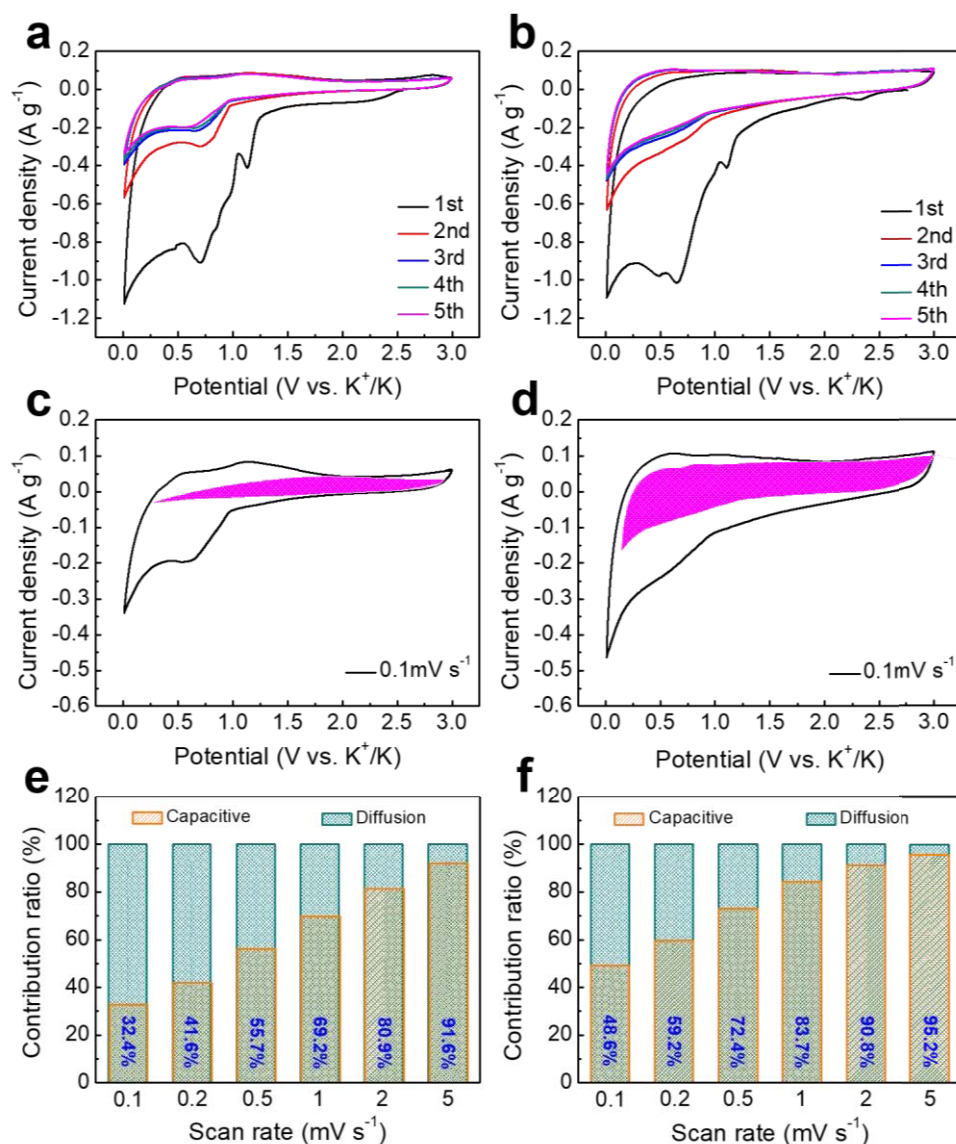 a
0.2
0.0
-0.2
-0.4
-0.6
-0.8
-1.0
-1.2
Current density (A g⁻¹)
1st
2nd
3rd
4th
5th
0.0 0.5 1.0 1.5 2.0 2.5 3.0
Potential (V vs. K⁺/K)
b
0.2
0.0
-0.2
-0.4
-0.6
-0.8
-1.0
-1.2
Current density (A g⁻¹)
1st
2nd
3rd
4th
5th
0.0 0.5 1.0 1.5 2.0 2.5 3.0
Potential (V vs. K⁺/K)
c
0.2
0.1
0.0
-0.1
-0.2
-0.3
-0.4
-0.5
-0.6
Current density (A g⁻¹)
0.1mV s⁻¹
0.0 0.5 1.0 1.5 2.0 2.5 3.0
Potential (V vs. K⁺/K)
d
0.2
0.1
0.0
-0.1
-0.2
-0.3
-0.4
-0.5
-0.6
Current density (A g⁻¹)
0.1mV s⁻¹
0.0 0.5 1.0 1.5 2.0 2.5 3.0
Potential (V vs. K⁺/K)
e
120
100
80
60
40
20
0
Contribution ratio (%)
Capacitive Diffusion
32.4% 41.6% 55.7% 69.2% 80.9% 91.6%
0.1 0.2 0.5 1 2 5
Scan rate (mV s⁻¹)
f
120
100
80
60
40
20
0
Contribution ratio (%)
Capacitive Diffusion
48.6% 59.2% 72.4% 83.7% 90.8% 95.2%
0.1 0.2 0.5 1 2 5
Scan rate (mV s⁻¹)